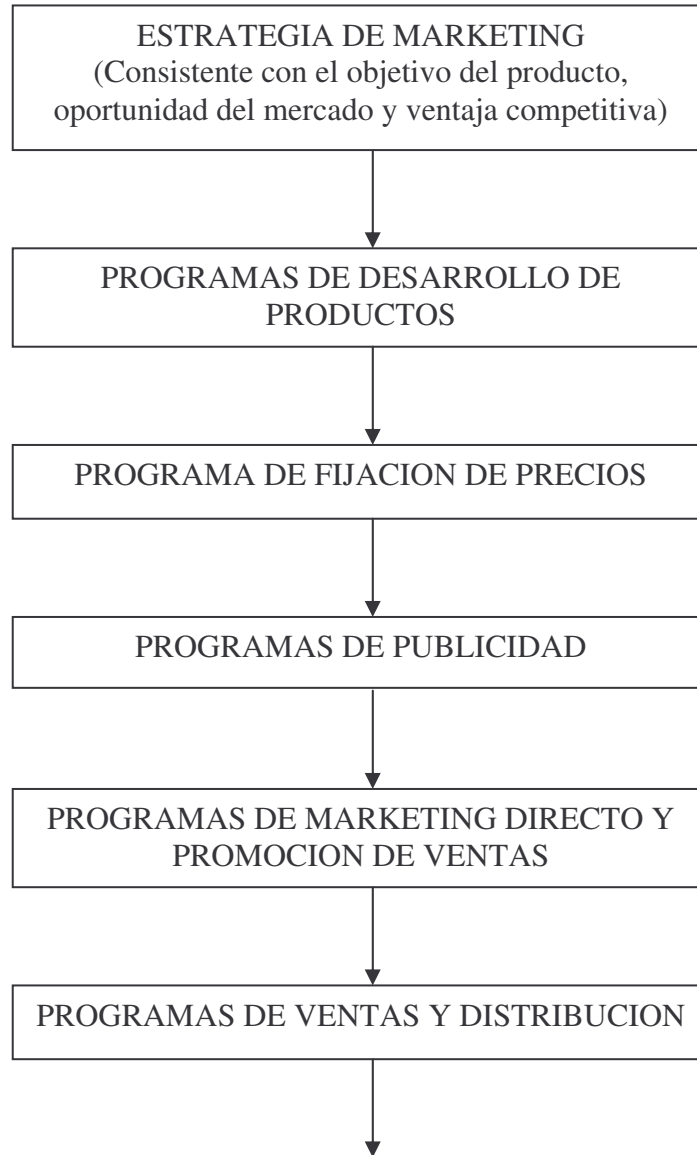 ESTRATEGIA DE MARKETING
(Consistente con el objetivo del producto,
oportunidad del mercado y ventaja competitiva)
PROGRAMAS DE DESARROLLO DE
PRODUCTOS
PROGRAMA DE FIJACION DE PRECIOS
PROGRAMAS DE PUBLICIDAD
PROGRAMAS DE MARKETING DIRECTO Y
PROMOCION DE VENTAS
PROGRAMAS DE VENTAS Y DISTRIBUCION